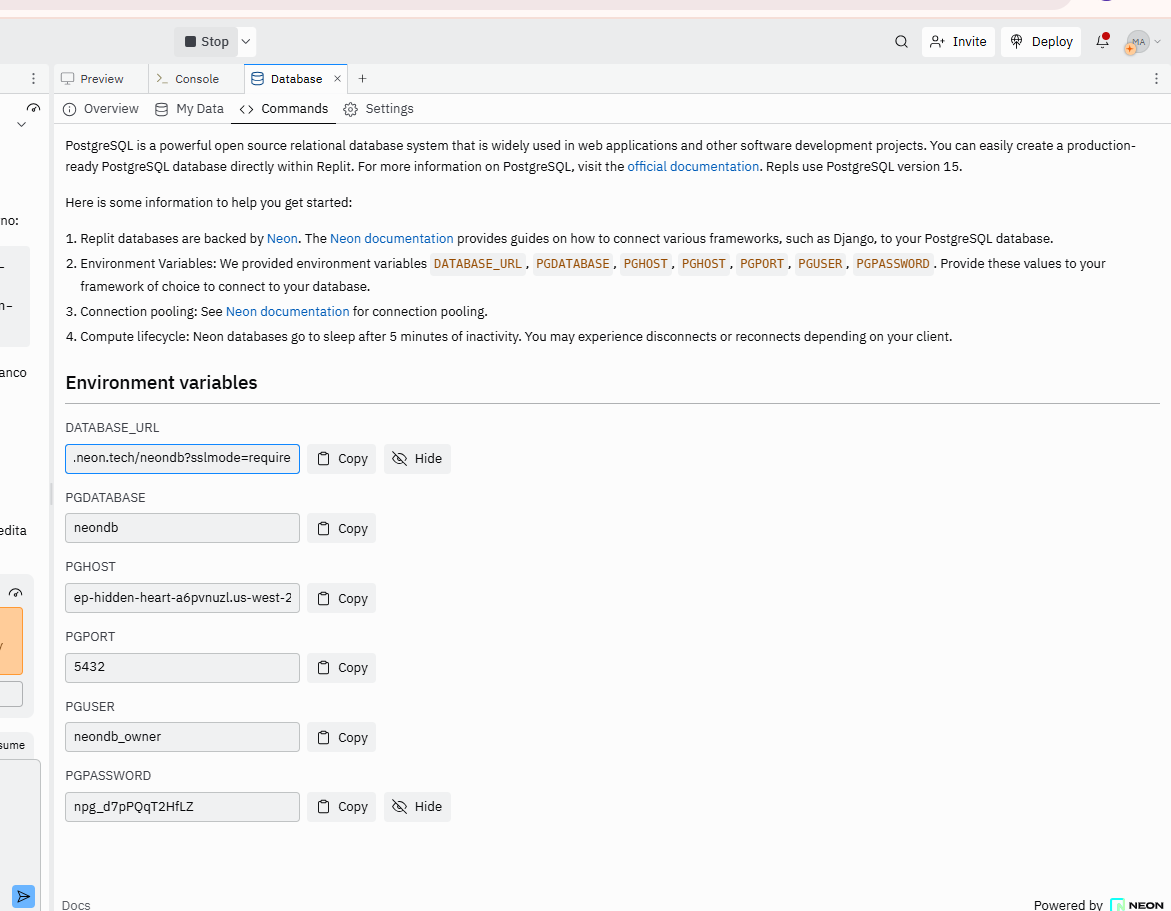 Stop
Invite
Deploy
MA
Preview
Console
Database
Overview
My Data
Commands
Settings
PostgreSQL is a powerful open source relational database system that is widely used in web applications and other software development projects. You can easily create a production-
ready PostgreSQL database directly within Replit. For more information on PostgreSQL, visit the official documentation. Repls use PostgreSQL version 15.
no:
Here is some information to help you get started:
1. Replit databases are backed by Neon. The Neon documentation provides guides on how to connect various frameworks, such as Django, to your PostgreSQL database.
2. Environment Variables: We provided environment variables DATABASE_URL, PGDATABASE, PGHOST, PGHOST, PGPORT, PGUSER, PGPASSWORD. Provide these values to your
framework of choice to connect to your database.
n-
3. Connection pooling: See Neon documentation for connection pooling.
4. Compute lifecycle: Neon databases go to sleep after 5 minutes of inactivity. You may experience disconnects or reconnects depending on your client.
anco
Environment variables
DATABASE_URL
.neon.tech/neondb?sslmode=require
Copy
Hide
PGDATABASE
neondb
Copy
edita
PGHOST
ep-hidden-heart-a6pvnuzl.us-west-2
Copy
PGPORT
5432
Copy
PGUSER
neondb_owner
Copy
sume
PGPASSWORD
npg_d7pPQqT2HfLZ
Copy
Hide
Docs
Powered by NEON